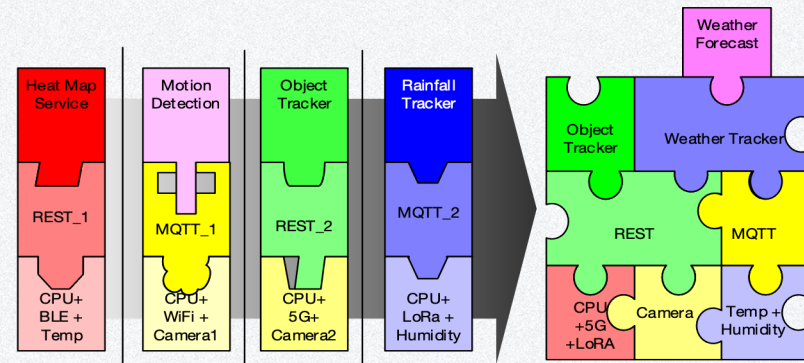 Heat Map
Service
REST_1
CPU+
BLE +
Temp
Motion
Detection
MQTT_1
CPU+
WiFi +
Camera1
Object
Tracker
REST_2
CPU+
5G+
Camera2
Rainfall
Tracker
MQTT_2
CPU+
LoRa +
Humidity
Weather
Forecast
Object
Tracker
Weather Tracker
REST
MQTT
CPU
+5G
+LoRA
Camera
Temp +
Humidity